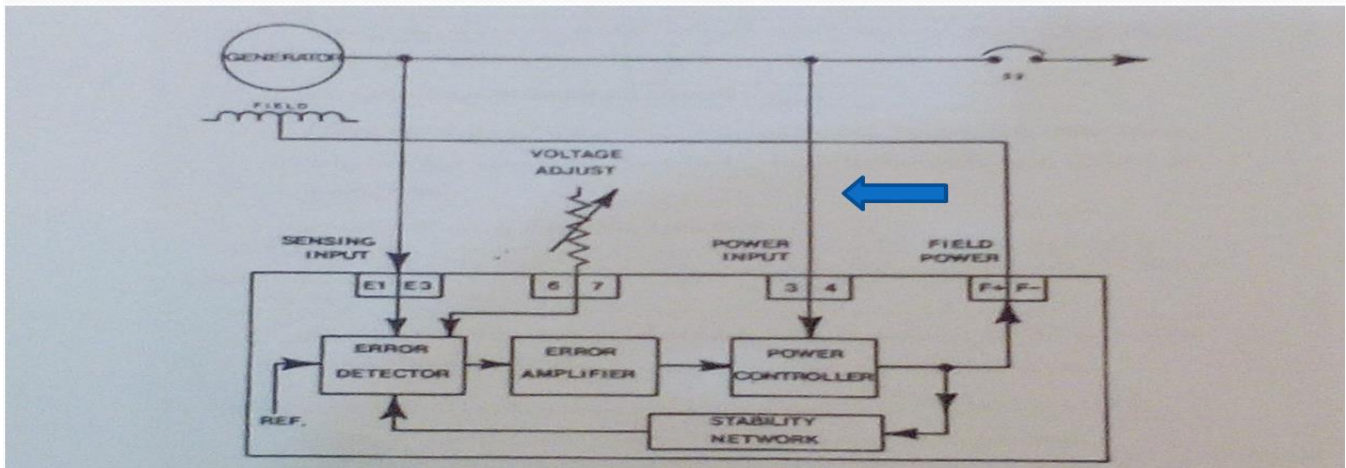 GENERATOR
FIELD
52
VOLTAGE
ADJUST
SENSING
INPUT
POWER
INPUT
FIELD
POWER
E1 E3
6 7
3 4
F+ F-
ERROR
DETECTOR
ERROR
AMPLIFIER
POWER
CONTROLLER
REF.
STABILITY
NETWORK